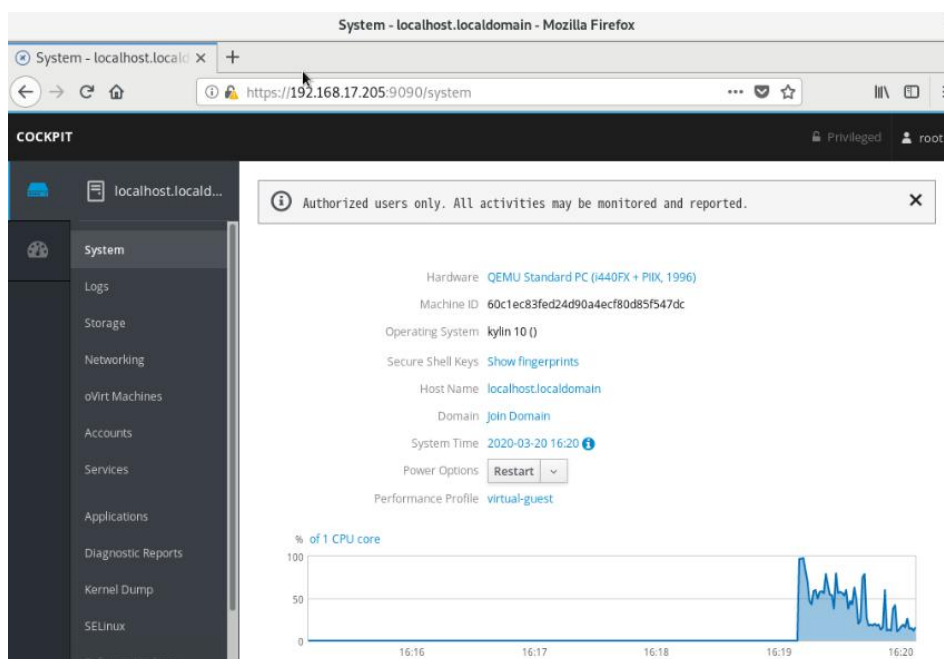 System - localhost.localdomain - Mozilla Firefox
System - localhost.locald
https://192.168.17.205:9090/system
COCKPIT
Privileged
root
localhost.locald...
Authorized users only. All activities may be monitored and reported.
System
Logs
Storage
Networking
oVirt Machines
Accounts
Services
Applications
Diagnostic Reports
Kernel Dump
SELinux
Hardware QEMU Standard PC (i440FX + PIIX, 1996)
Machine ID 60c1ec83fed24d90a4ecf80d85f547dc
Operating System kylin 10 ()
Secure Shell Keys Show fingerprints
Host Name localhost.localdomain
Domain Join Domain
System Time 2020-03-20 16:20
Power Options Restart
Performance Profile virtual-guest
% of 1 CPU core
100
50
0
16:16 16:17 16:18 16:19 16:20